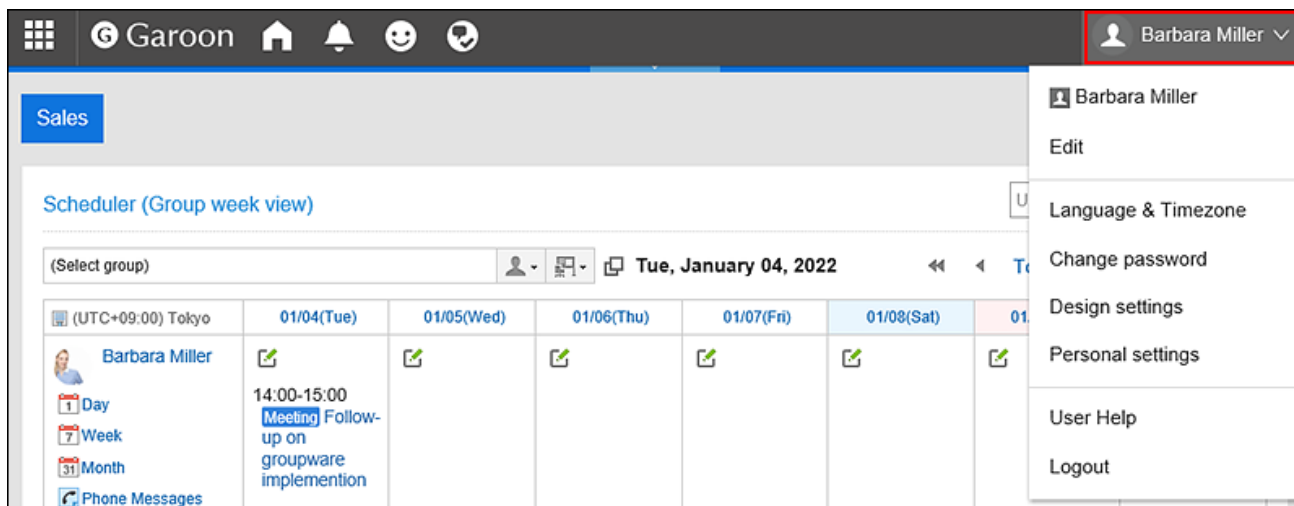 Garoon
Barbara Miller
Sales
Barbara Miller
Edit
Language & Timezone
Change password
Design settings
Personal settings
User Help
Logout
Scheduler (Group week view)
(Select group)
Tue, January 04, 2022
(UTC+09:00) Tokyo
01/04(Tue)
01/05(Wed)
01/06(Thu)
01/07(Fri)
01/08(Sat)
Barbara Miller
1 Day
7 Week
31 Month
Phone Messages
14:00-15:00
Meeting Follow-
up on
groupware
implemention